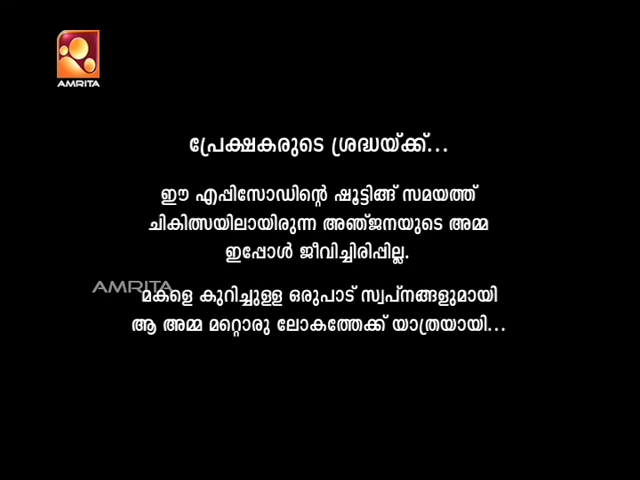 AMRITA
പ്രേക്ഷകരുടെ ശ്രദ്ധയ്ക്ക്...
ഈ എപ്പിസോഡിന്റെ ഷൂട്ടിങ്ങ് സമയത്ത്
ചികിത്സയിലായിരുന്ന അഞ്ജനയുടെ അമ്മ
ഇപ്പോൾ ജീവിച്ചിരിപ്പില്ല.
AMRITA
മകളെ കുറിച്ചുള്ള ഒരുപാട് സ്വപ്നങ്ങളുമായി
ആ അമ്മ മറ്റൊരു ലോകത്തേക്ക് യാത്രയായി...